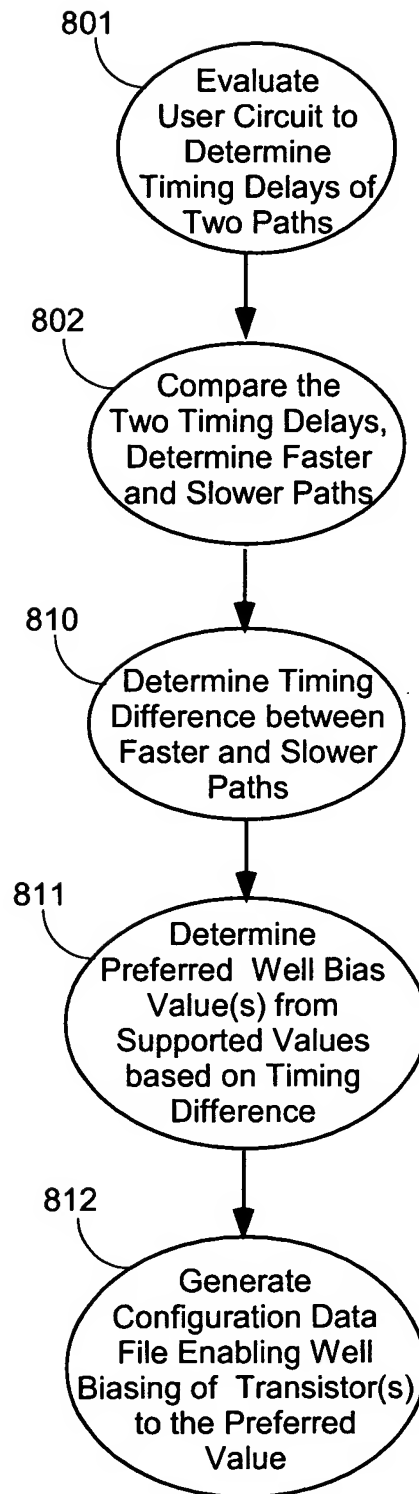 801
Evaluate
User Circuit to
Determine
Timing Delays of
Two Paths
802
Compare the
Two Timing Delays,
Determine Faster
and Slower Paths
810
Determine Timing
Difference between
Faster and Slower
Paths
811
Determine
Preferred Well Bias
Value(s) from
Supported Values
based on Timing
Difference
812
Generate
Configuration Data
File Enabling Well
Biasing of Transistor(s)
to the Preferred
Value